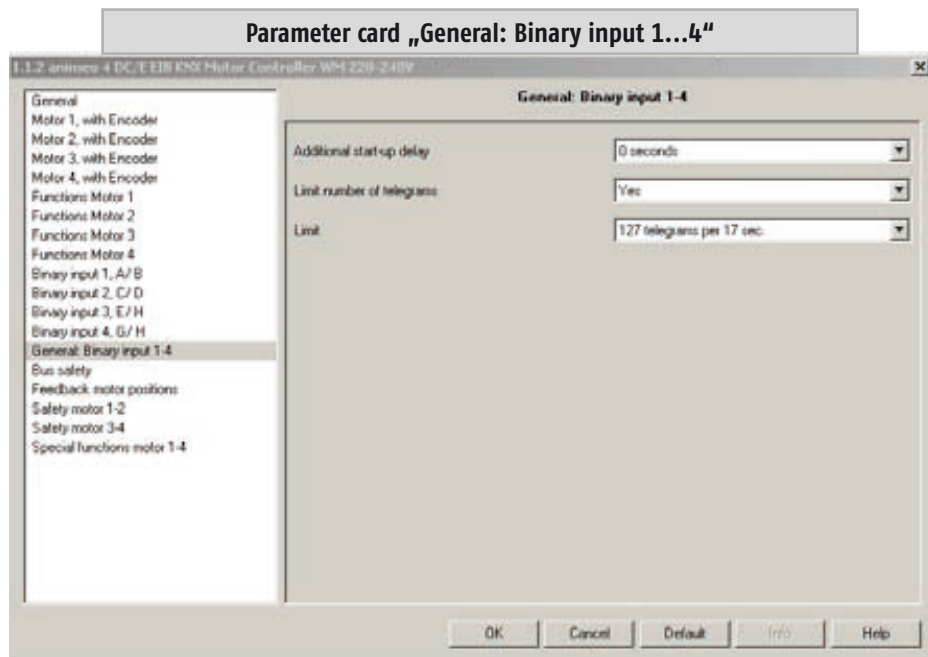 Parameter card „General: Binary input 1...4“
1.1.2 animeo 4 DC/E EIB KNX Motor Controller WM 220-240V
General
Motor 1, with Encoder
Motor 2, with Encoder
Motor 3, with Encoder
Motor 4, with Encoder
Functions Motor 1
Functions Motor 2
Functions Motor 3
Functions Motor 4
Binary input 1, A/ B
Binary input 2, C/ D
Binary input 3, E/ H
Binary input 4, G/ H
General: Binary input 1-4
Bus safety
Feedback motor positions
Safety motor 1-2
Safety motor 3-4
Special functions motor 1-4
General: Binary input 1-4
Additional start-up delay
0 seconds
Limit number of telegrams
Yes
Limit
127 telegrams per 17 sec.
OK
Cancel
Default
Info
Help